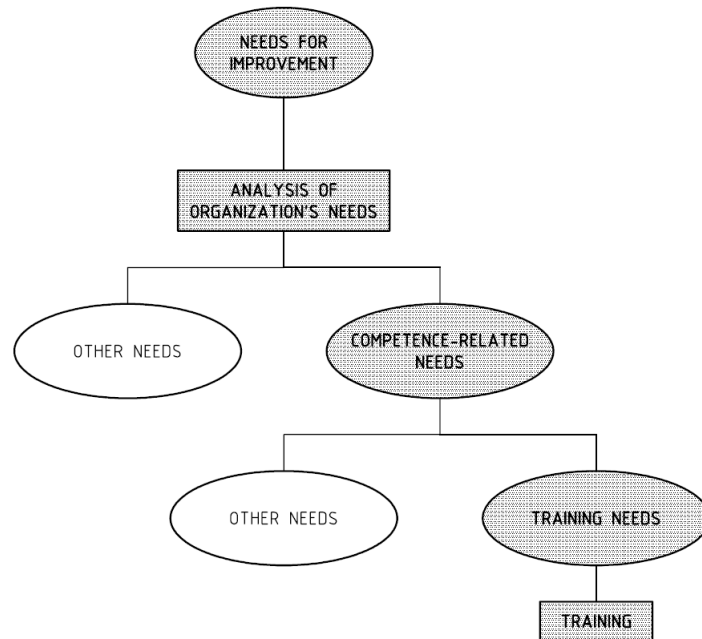 NEEDS FOR
IMPROVEMENT
ANALYSIS OF
ORGANIZATION'S NEEDS
OTHER NEEDS
COMPETENCE-RELATED
NEEDS
OTHER NEEDS
TRAINING NEEDS
TRAINING